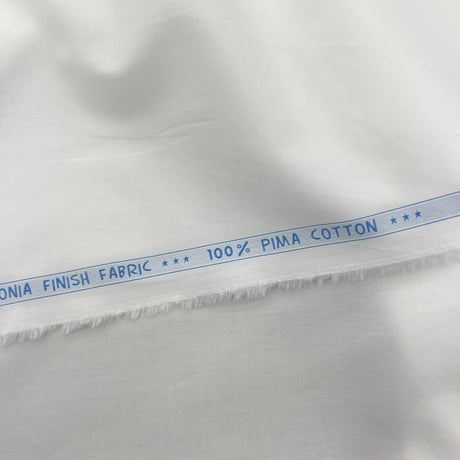 ONIA FINISH FABRIC ★★★ 100% PIMA COTTON ★★★